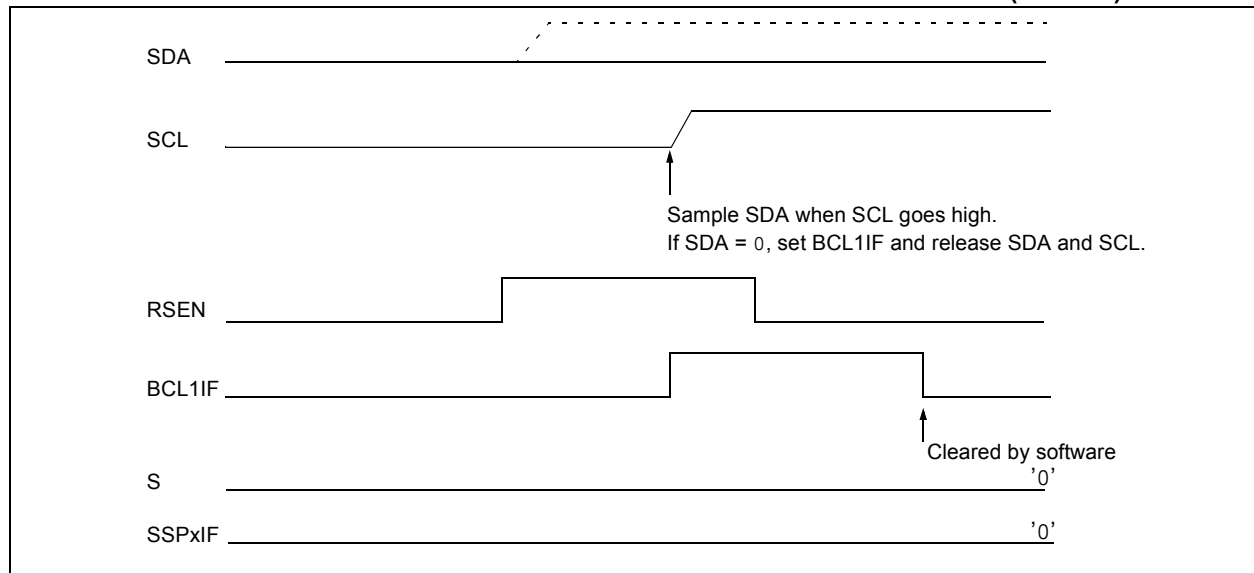 SDA
SCL
Sample SDA when SCL goes high.
If SDA = 0, set BCL1IF and release SDA and SCL.
RSEN
BCL1IF
Cleared by software
S
'0'
SSPxIF
'0'